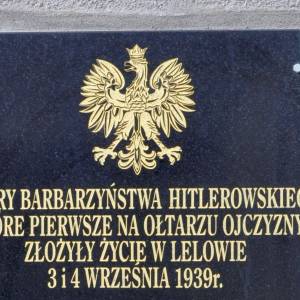 RY BARBARZYŃSTWA HITLEROWSKIEG
ÓRE PIERWSZE NA OŁTARZU OJCZYZNY
ZŁOŻYŁY ŻYCIE W LELOWIE
3 i 4 WRZEŚNIA 1939r.